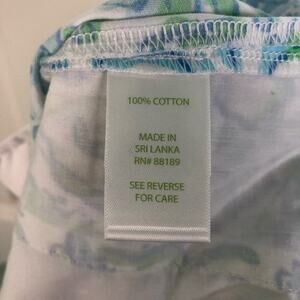 100% COTTON
MADE IN
SRI LANKA
RN# 88189
SEE REVERSE
FOR CARE